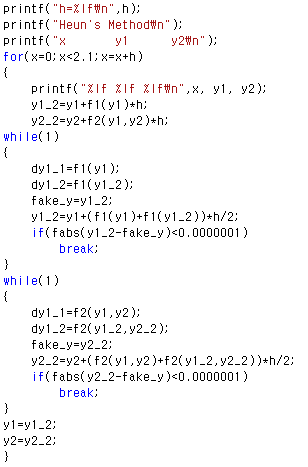 printf("h=%lf₩n",h);
printf("Heun's Method₩n");
printf("x y1 y2₩n");
for(x=0;x<2.1;x=x+h)
{
printf("%lf %lf %lf₩n",x, y1, y2);
y1_2=y1+f1(y1)*h;
y2_2=y2+f2(y1,y2)*h;
while(1)
{
dy1_1=f1(y1);
dy1_2=f1(y1_2);
fake_y=y1_2;
y1_2=y1+(f1(y1)+f1(y1_2))*h/2;
if(fabs(y1_2-fake_y)<0.0000001)
break;
}
while(1)
{
dy1_1=f2(y1,y2);
dy1_2=f2(y1_2,y2_2);
fake_y=y2_2;
y2_2=y2+(f2(y1,y2)+f2(y1_2,y2_2))*h/2;
if(fabs(y2_2-fake_y)<0.0000001)
break;
}
y1=y1_2;
y2=y2_2;
}